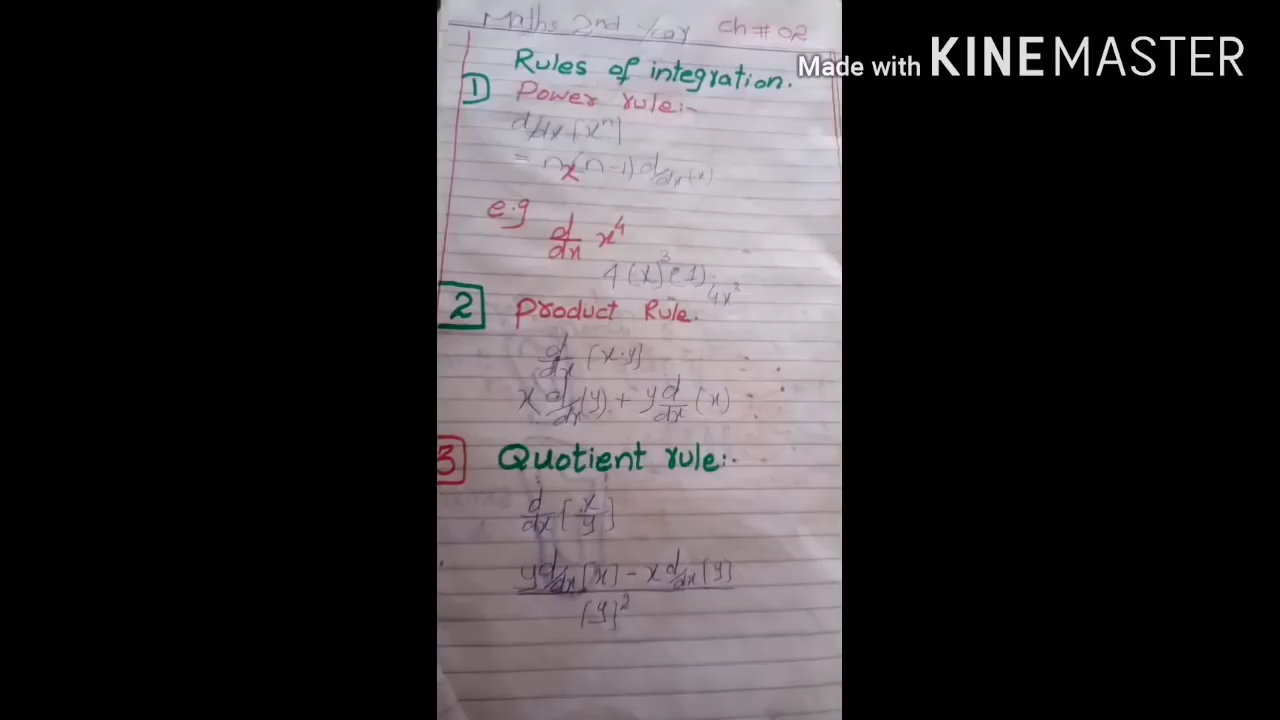 Maths 2nd Year Ch # 02
Made with KINEMASTER
Rules of integration.
1) Power rule:-
d/dx [x^n]
= nx(n-1) d/dx (x)
e.g d/dx x^4
4(x)^3 (1), 4x^3
2 Product Rule.
d/dx [x.y]
x d/dx (y) + y d/dx (x)
3 Quotient rule:-
d/dx [x/y]
y d/dx [x] - x d/dx [y]
[y]^2